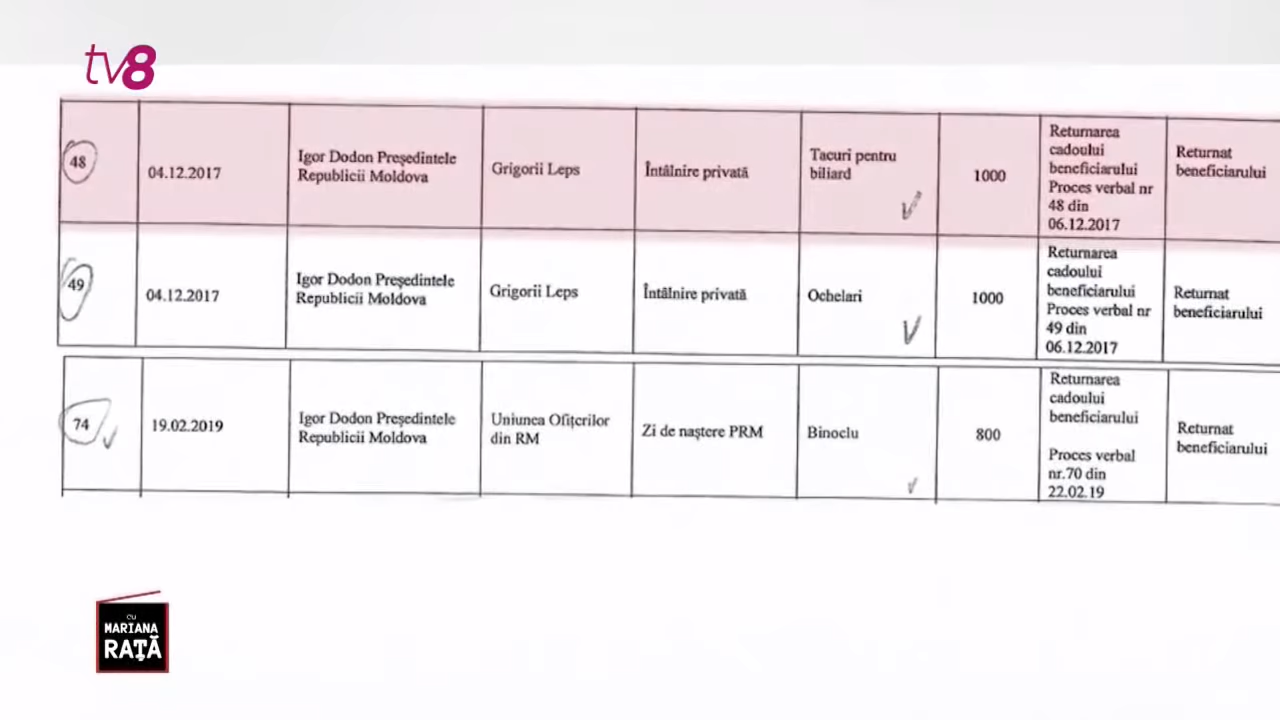 tv8
48
04.12.2017
Igor Dodon Președintele
Republicii Moldova
Grigorii Leps
Întâlnire privată
Tacuri pentru
biliard
1000
Returnarea
cadoului
beneficiarului
Proces verbal nr
48 din
06.12.2017
Returnat
beneficiarului
49
04.12.2017
Igor Dodon Președintele
Republicii Moldova
Grigorii Leps
Întâlnire privată
Ochelari
1000
Returnarea
cadoului
beneficiarului
Proces verbal nr
49 din
06.12.2017
Returnat
beneficiarului
74
19.02.2019
Igor Dodon Președintele
Republicii Moldova
Uniunea Ofițerilor
din RM
Zi de naștere PRM
Binoclu
800
Returnarea
cadoului
beneficiarului
Proces verbal
nr.70 din
22.02.19
Returnat
beneficiarului
CU
MARIANA
RAȚĂ